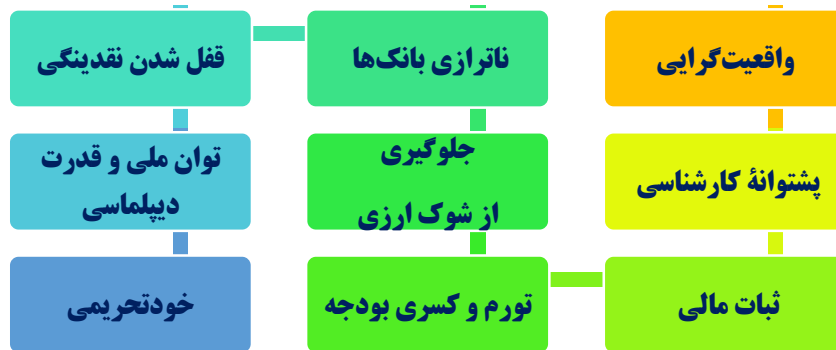 واقعیت‌گرایی
پشتوانهٔ کارشناسی
ثبات مالی
تورم و کسری بودجه
جلوگیری
از شوک ارزی
ناترازی بانک‌ها
قفل شدن نقدینگی
توان ملی و قدرت
دیپلماسی
خودتحریمی